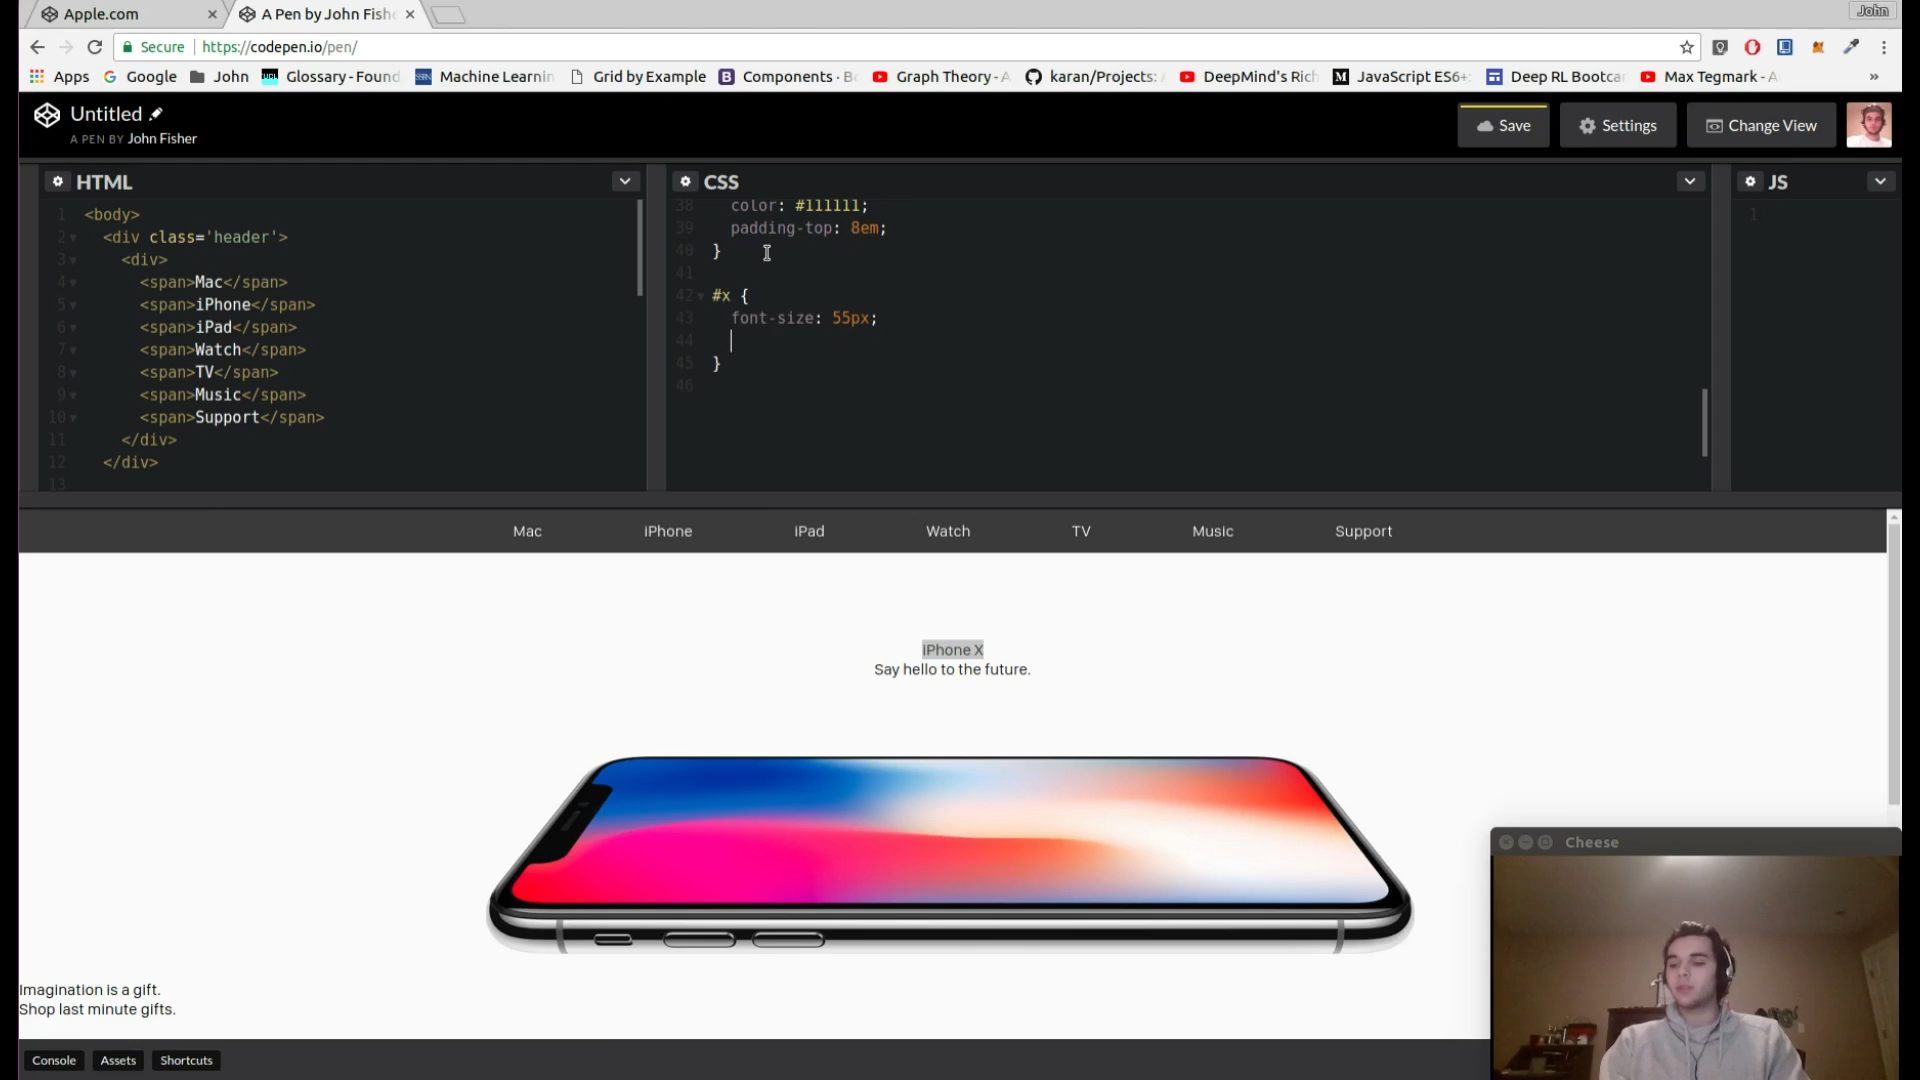 Apple.com
A Pen by John Fish
John
Secure https://codepen.io/pen/
Apps Google John Glossary - Found Machine Learnin Grid by Example Components · B Graph Theory - A karan/Projects: DeepMind's Rich JavaScript ES6+: Deep RL Bootca Max Tegmark - A »
Untitled
A PEN BY John Fisher
Save Settings Change View
HTML
1 <body>
2 <div class='header'>
3 <div>
4 <span>Mac</span>
5 <span>iPhone</span>
6 <span>iPad</span>
7 <span>Watch</span>
8 <span>TV</span>
9 <span>Music</span>
10 <span>Support</span>
11 </div>
12 </div>
13
CSS
38 color: #111111;
39 padding-top: 8em;
40 }
41
42 #x {
43 font-size: 55px;
44
45 }
46
JS
1
Mac iPhone iPad Watch TV Music Support
iPhone X
Say hello to the future.
Imagination is a gift.
Shop last minute gifts.
Cheese
Console Assets Shortcuts